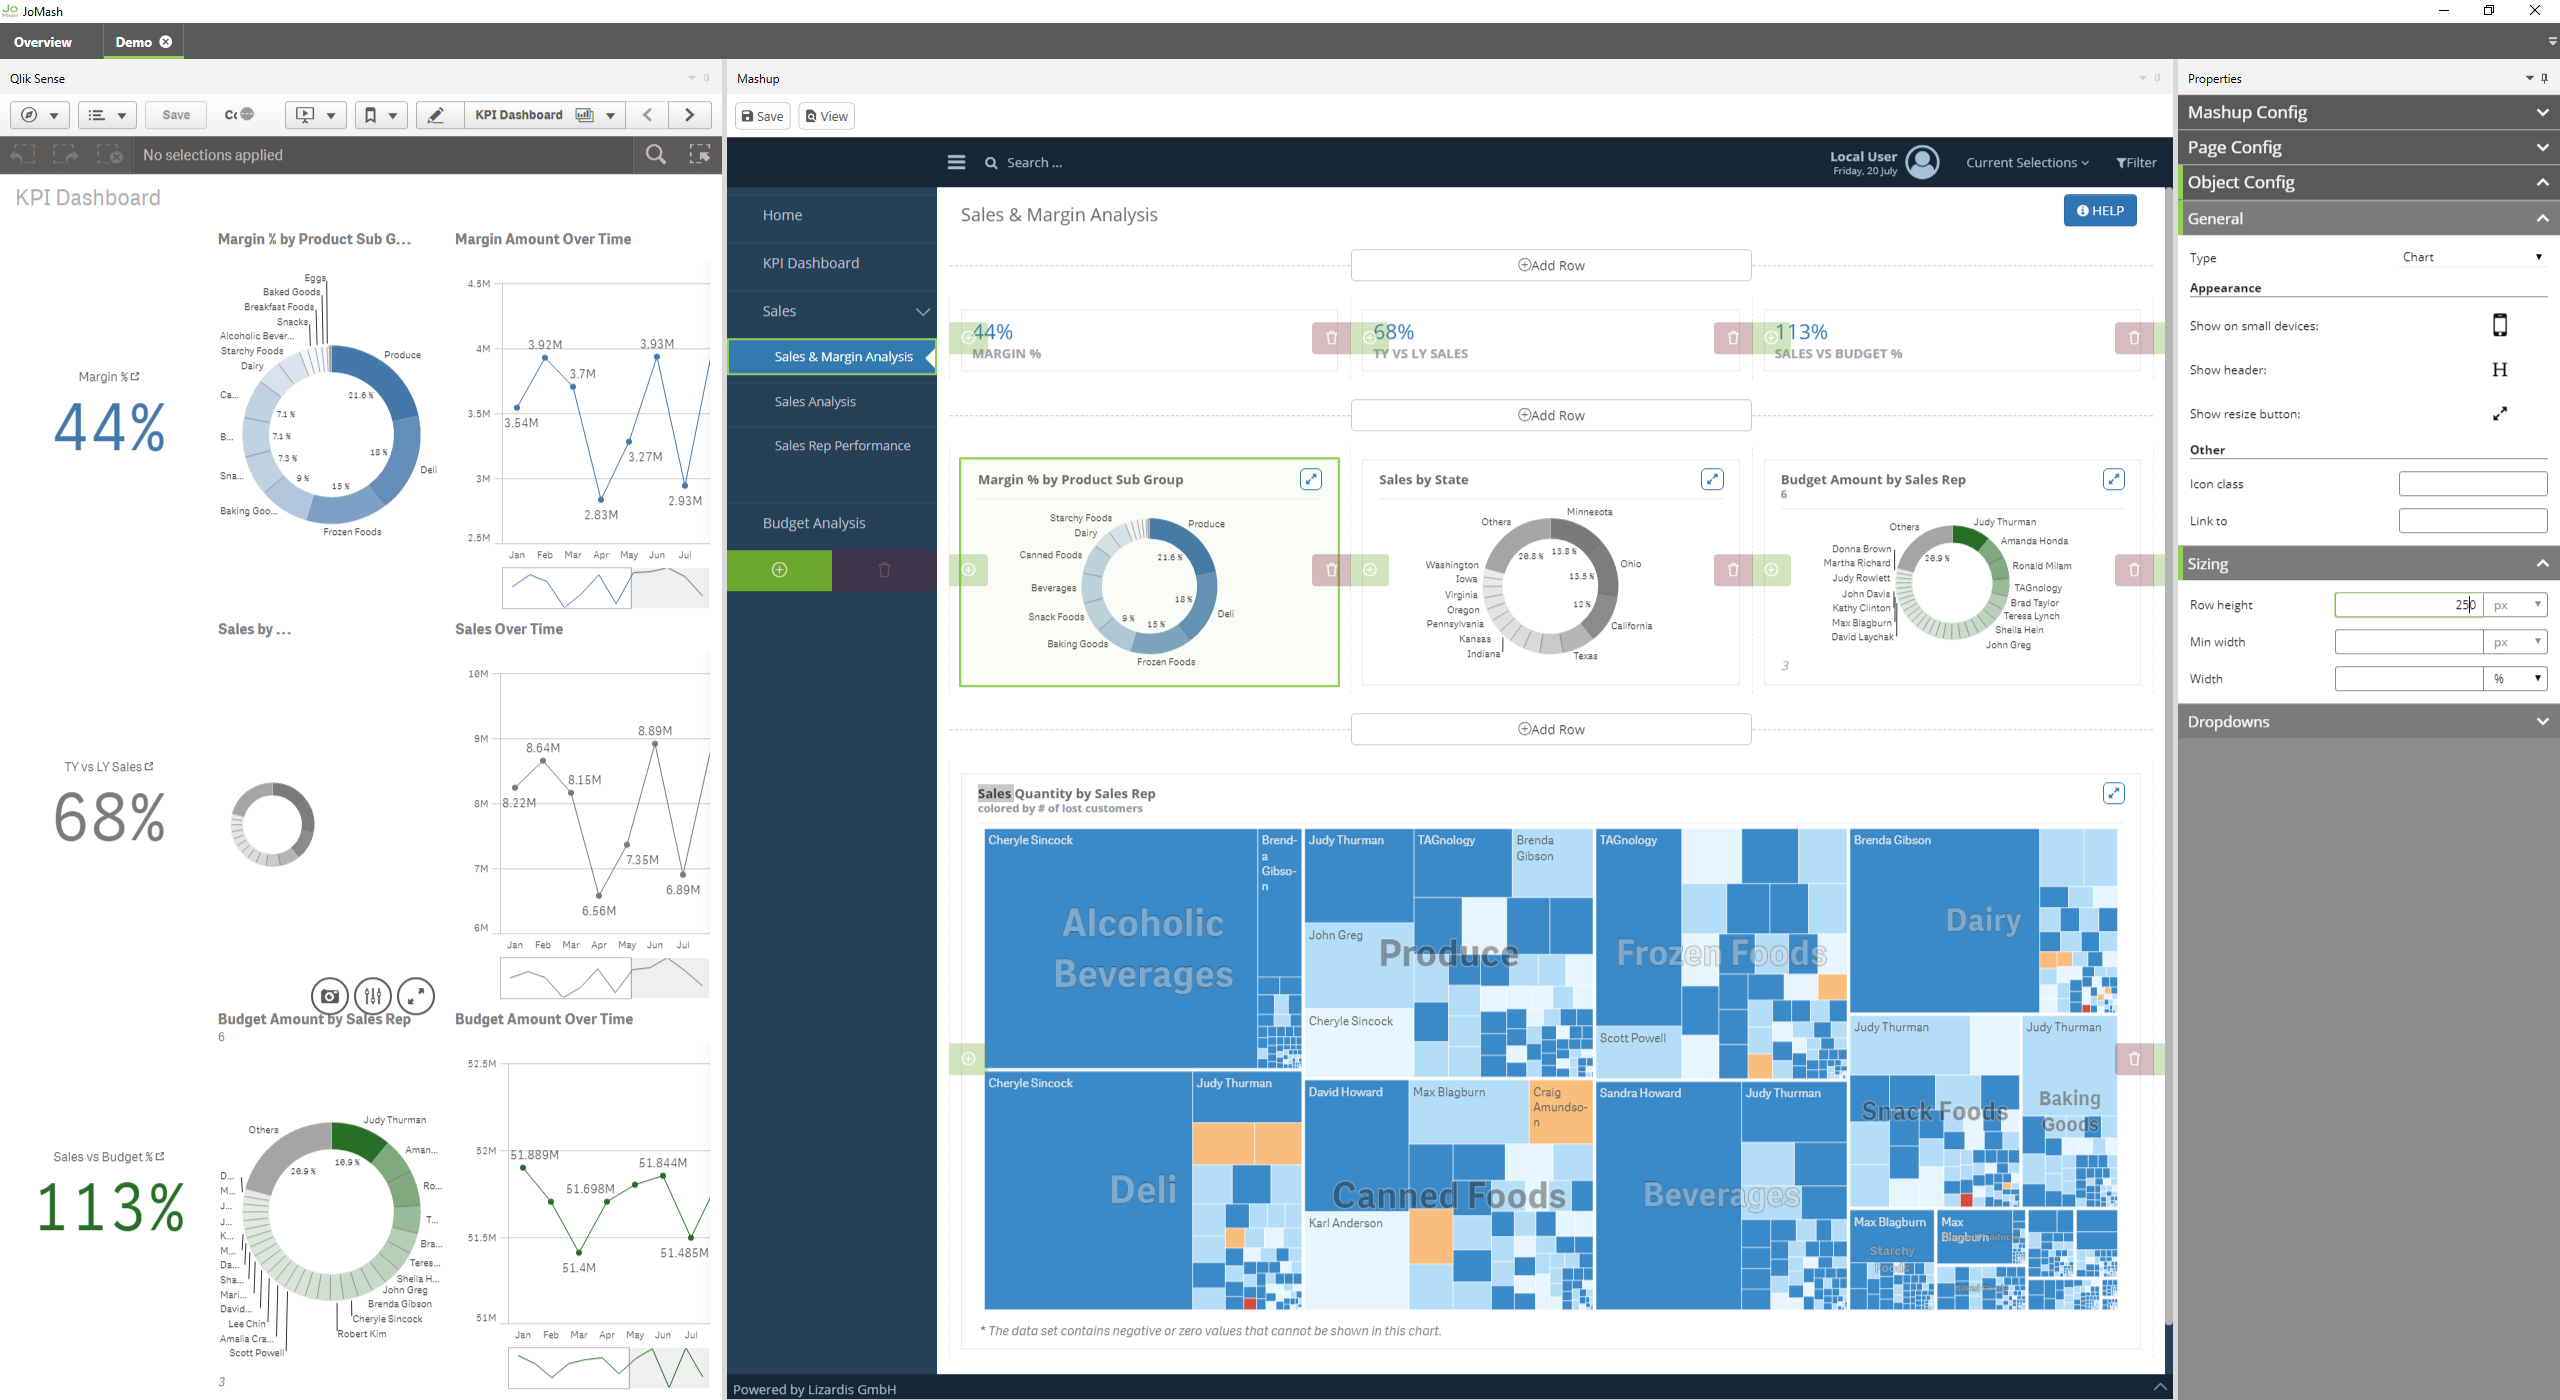 JoMash
Overview
Demo
Qlik Sense
Save
KPI Dashboard
No selections applied
KPI Dashboard
Margin %
44%
Margin % by Product Sub G...
Eggs
Baked Goods
Breakfast Foods
Snacks
Alcoholic Bever...
Starchy Foods
Dairy
Ca...
B...
Sna...
Baking Goo...
Frozen Foods
Deli
Produce
21.6 %
18 %
15 %
9 %
7.3 %
7.1 %
7.1 %
Margin Amount Over Time
4.5M
4M
3.5M
3M
2.5M
3.54M
3.92M
3.7M
2.83M
3.27M
3.93M
2.93M
Jan Feb Mar Apr May Jun Jul
TY vs LY Sales
68%
Sales by ...
Sales Over Time
10M
9M
8M
7M
6M
8.22M
8.64M
8.15M
6.56M
7.35M
8.89M
6.89M
Jan Feb Mar Apr May Jun Jul
Sales vs Budget %
113%
Budget Amount by Sales Rep
6
Others
Judy Thurman
Aman...
Ro...
T...
Bra...
Teres...
Sheila H...
John Greg
Brenda Gibson
Cheryle Sincock
Robert Kim
Scott Powell
Amalia Cra...
Lee Chin
David...
Mari...
Sha...
Da...
M...
K...
J...
J...
M...
D...
20.9 %
10.9 %
3
Budget Amount Over Time
52.5M
52M
51.5M
51M
51.889M
51.4M
51.698M
51.844M
51.485M
Jan Feb Mar Apr May Jun Jul
Mashup
Save
View
Search ...
Local User
Friday, 20 July
Current Selections
Filter
Home
KPI Dashboard
Sales
Sales & Margin Analysis
Sales Analysis
Sales Rep Performance
Budget Analysis
Sales & Margin Analysis
HELP
Add Row
44%
MARGIN %
68%
TY VS LY SALES
113%
SALES VS BUDGET %
Add Row
Margin % by Product Sub Group
Starchy Foods
Dairy
Canned Foods
Beverages
Snack Foods
Baking Goods
Frozen Foods
Deli
Produce
21.6 %
18 %
15 %
9 %
Sales by State
Others
Minnesota
Ohio
California
Texas
Indiana
Kansas
Pennsylvania
Oregon
Virginia
Iowa
Washington
20.8 %
13.8 %
13.5 %
12 %
Budget Amount by Sales Rep
6
Others
Judy Thurman
Amanda Honda
Ronald Milam
TAGnology
Brad Taylor
Teresa Lynch
Sheila Hein
John Greg
David Laychak
Max Blagburn
Kathy Clinton
John Davis
Judy Rowlett
Martha Richard
Donna Brown
20.9 %
3
Add Row
Sales Quantity by Sales Rep
colored by # of lost customers
Cheryle Sincock
Brend-
a
Gibso-
n
Alcoholic
Beverages
Judy Thurman
TAGnology
Brenda
Gibson
John Greg
Produce
Cheryle Sincock
TAGnology
Frozen Foods
Scott Powell
Brenda Gibson
Dairy
Cheryle Sincock
Judy Thurman
Deli
David Howard
Max Blagburn
Craig
Amundso-
n
Canned Foods
Karl Anderson
Sandra Howard
Judy Thurman
Beverages
Judy Thurman
Snack Foods
Judy Thurman
Baking
Goods
Max Blagburn
Starchy
Foods
Max
Blagburn
* The data set contains negative or zero values that cannot be shown in this chart.
Powered by Lizardis GmbH
Properties
Mashup Config
Page Config
Object Config
General
Type
Chart
Appearance
Show on small devices:
Show header:
H
Show resize button:
Other
Icon class
Link to
Sizing
Row height
250
px
Min width
px
Width
%
Dropdowns